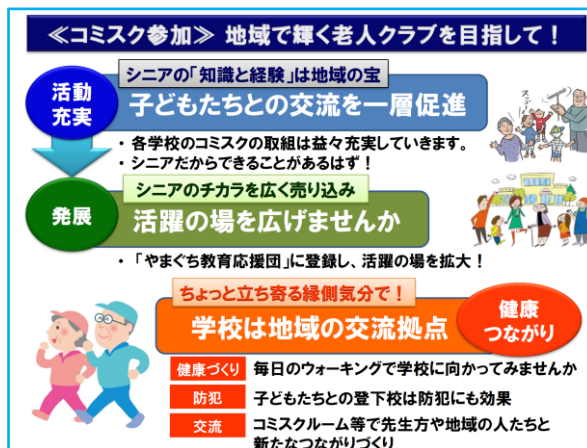 ≪コミスク参加≫ 地域で輝く老人クラブを目指して！
シニアの「知識と経験」は地域の宝
活動
充実
子どもたちとの交流を一層促進
・ 各学校のコミスクの取組は益々充実していきます。
・ シニアだからできることがあるはず！
シニアのチカラを広く売り込み
発展
活躍の場を広げませんか
・ 「やまぐち教育応援団」に登録し、活躍の場を拡大！
ちょっと立ち寄る縁側気分で！
学校は地域の交流拠点
健康
つながり
健康づくり 毎日のウォーキングで学校に向かってみませんか
防犯 子どもたちとの登下校は防犯にも効果
交流 コミスクルーム等で先生方や地域の人たちと
新たなつながりづくり